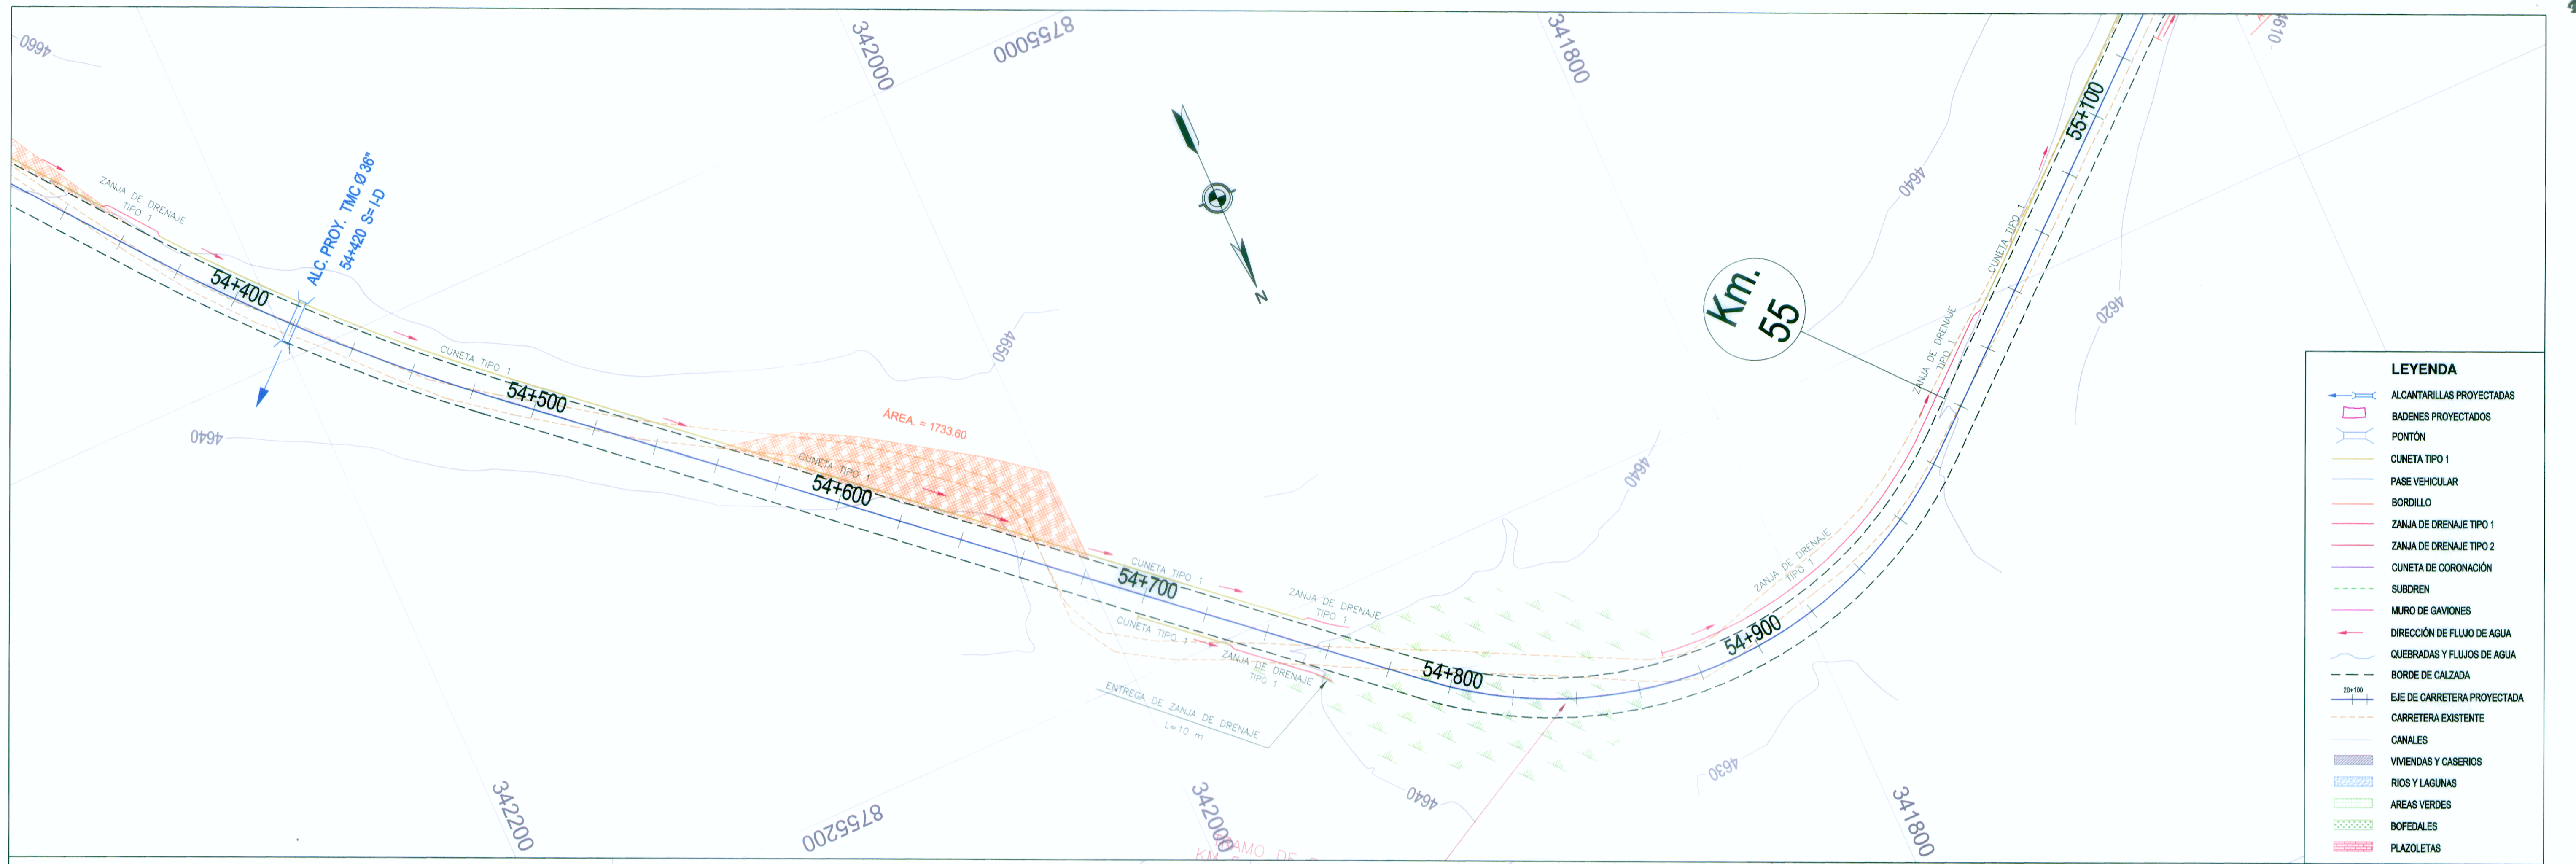 4660
342000
8755000
341800
4610
55+100
ZANJA DE DRENAJE
TIPO 1
ALC. PROY. TMC Ø 36"
54+420 S= I-D
54+400
N
4640
CUNETA TIPO 1
Km.
55
ZANJA DE DRENAJE
TIPO 1
4620
4650
CUNETA TIPO 1
54+500
4640
ÁREA. = 1733.60
CUNETA TIPO 1
54+600
4640
CUNETA TIPO 1
54+700
ZANJA DE DRENAJE
TIPO 1
CUNETA TIPO 1
ZANJA DE DRENAJE
TIPO 1
ENTREGA DE ZANJA DE DRENAJE
L=10 m
54+800
ZANJA DE DRENAJE
TIPO 1
54+900
4630
4640
342200
8755200
342000
341800
LEYENDA
ALCANTARILLAS PROYECTADAS
BADENES PROYECTADOS
PONTÓN
CUNETA TIPO 1
PASE VEHICULAR
BORDILLO
ZANJA DE DRENAJE TIPO 1
ZANJA DE DRENAJE TIPO 2
CUNETA DE CORONACIÓN
SUBDREN
MURO DE GAVIONES
DIRECCIÓN DE FLUJO DE AGUA
QUEBRADAS Y FLUJOS DE AGUA
BORDE DE CALZADA
20+100
EJE DE CARRETERA PROYECTADA
CARRETERA EXISTENTE
CANALES
VIVIENDAS Y CASERIOS
RIOS Y LAGUNAS
AREAS VERDES
BOFEDALES
PLAZOLETAS